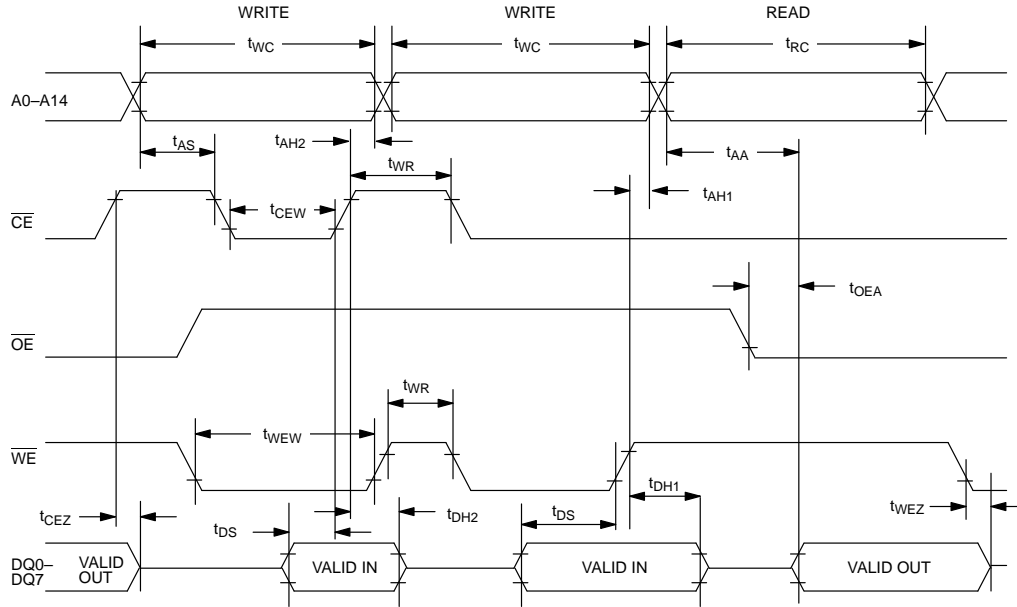 WRITE WRITE READ
tWC tWC tRC
A0–A14
tAS tAH2 tWR tAA
tCEW tAH1
CE
tOEA
OE
tWR
tWEW
WE
tCEZ tDS tDH2 tDS tDH1 tWEZ
DQ0–DQ7 VALID OUT VALID IN VALID IN VALID OUT